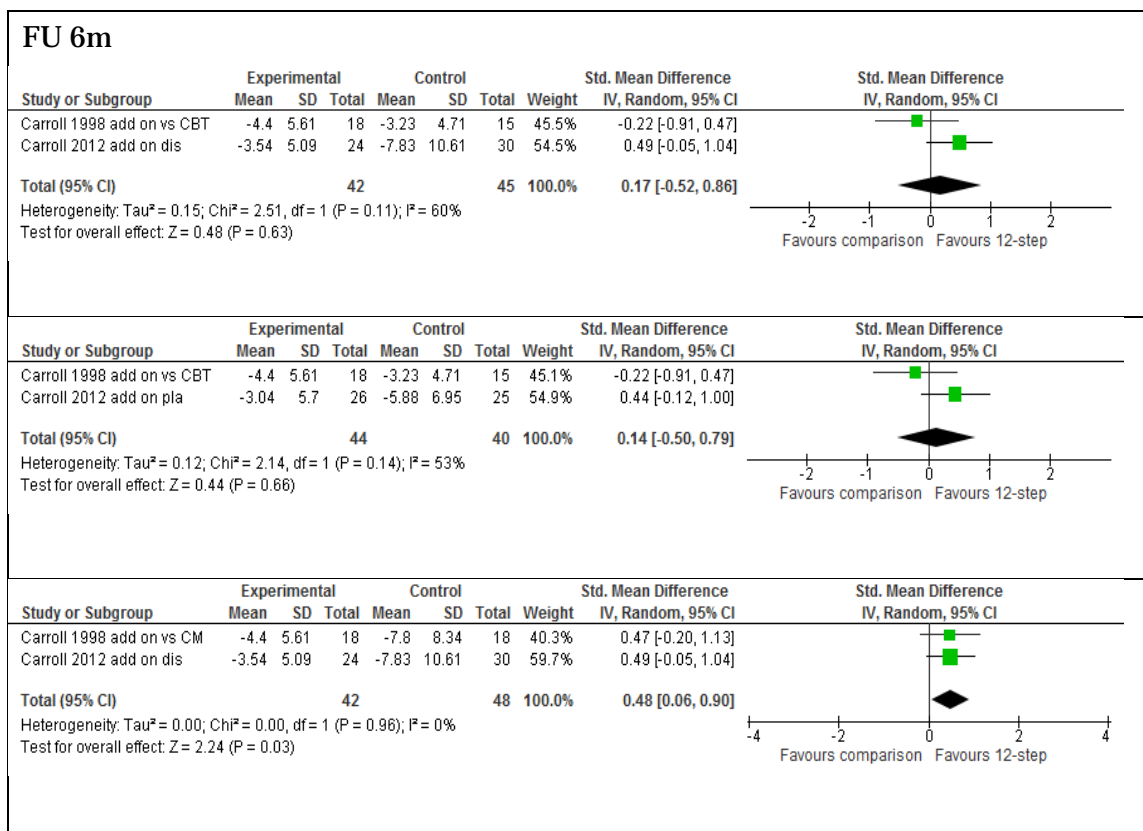 FU 6m
Experimental Control Std. Mean Difference Std. Mean Difference
Study or Subgroup Mean SD Total Mean SD Total Weight IV, Random, 95% CI IV, Random, 95% CI
Carroll 1998 add on vs CBT -4.4 5.61 18 -3.23 4.71 15 45.5% -0.22 [-0.91, 0.47]
Carroll 2012 add on dis -3.54 5.09 24 -7.83 10.61 30 54.5% 0.49 [-0.05, 1.04]
Total (95% CI) 42 45 100.0% 0.17 [-0.52, 0.86]
Heterogeneity: Tau² = 0.15; Chi² = 2.51, df = 1 (P = 0.11); I² = 60%
Test for overall effect: Z = 0.48 (P = 0.63)
-2 -1 0 1 2
Favours comparison Favours 12-step
Experimental Control Std. Mean Difference Std. Mean Difference
Study or Subgroup Mean SD Total Mean SD Total Weight IV, Random, 95% CI IV, Random, 95% CI
Carroll 1998 add on vs CBT -4.4 5.61 18 -3.23 4.71 15 45.1% -0.22 [-0.91, 0.47]
Carroll 2012 add on pla -3.04 5.7 26 -5.88 6.95 25 54.9% 0.44 [-0.12, 1.00]
Total (95% CI) 44 40 100.0% 0.14 [-0.50, 0.79]
Heterogeneity: Tau² = 0.12; Chi² = 2.14, df = 1 (P = 0.14); I² = 53%
Test for overall effect: Z = 0.44 (P = 0.66)
-2 -1 0 1 2
Favours comparison Favours 12-step
Experimental Control Std. Mean Difference Std. Mean Difference
Study or Subgroup Mean SD Total Mean SD Total Weight IV, Random, 95% CI IV, Random, 95% CI
Carroll 1998 add on vs CM -4.4 5.61 18 -7.8 8.34 18 40.3% 0.47 [-0.20, 1.13]
Carroll 2012 add on dis -3.54 5.09 24 -7.83 10.61 30 59.7% 0.49 [-0.05, 1.04]
Total (95% CI) 42 48 100.0% 0.48 [0.06, 0.90]
Heterogeneity: Tau² = 0.00; Chi² = 0.00, df = 1 (P = 0.96); I² = 0%
Test for overall effect: Z = 2.24 (P = 0.03)
-4 -2 0 2 4
Favours comparison Favours 12-step